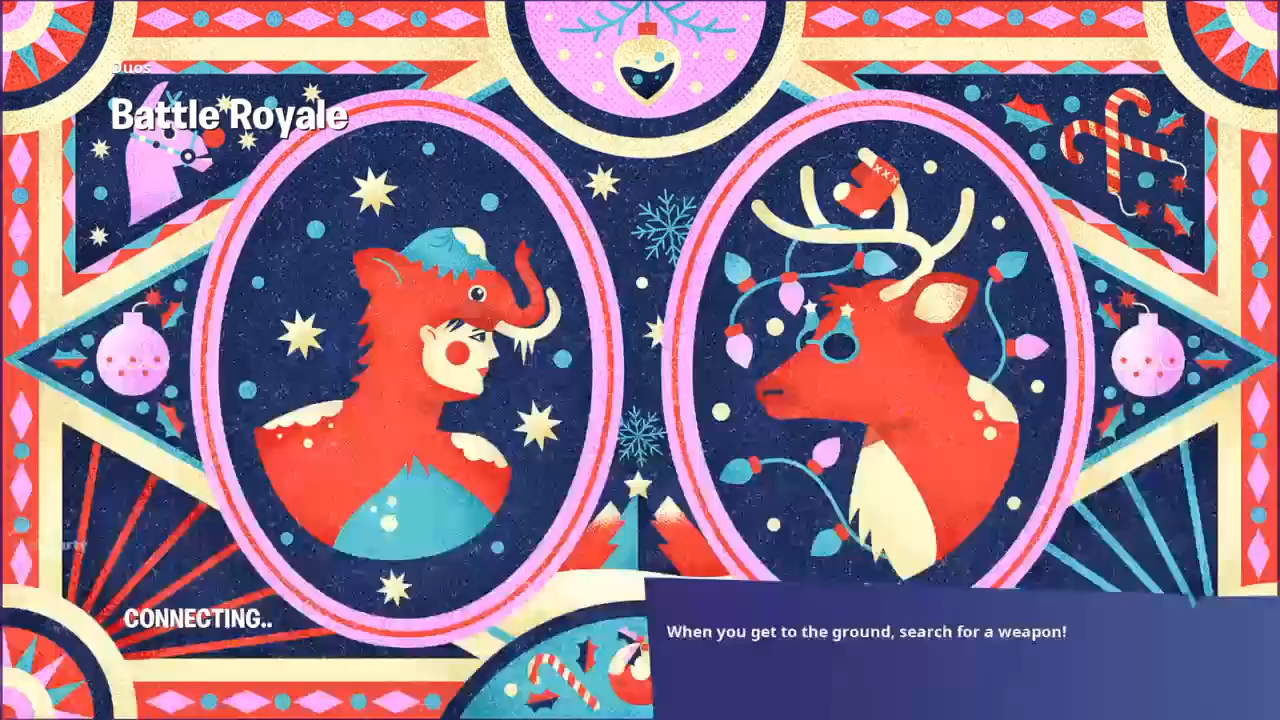 Duos
Battle Royale
CONNECTING..
When you get to the ground, search for a weapon!